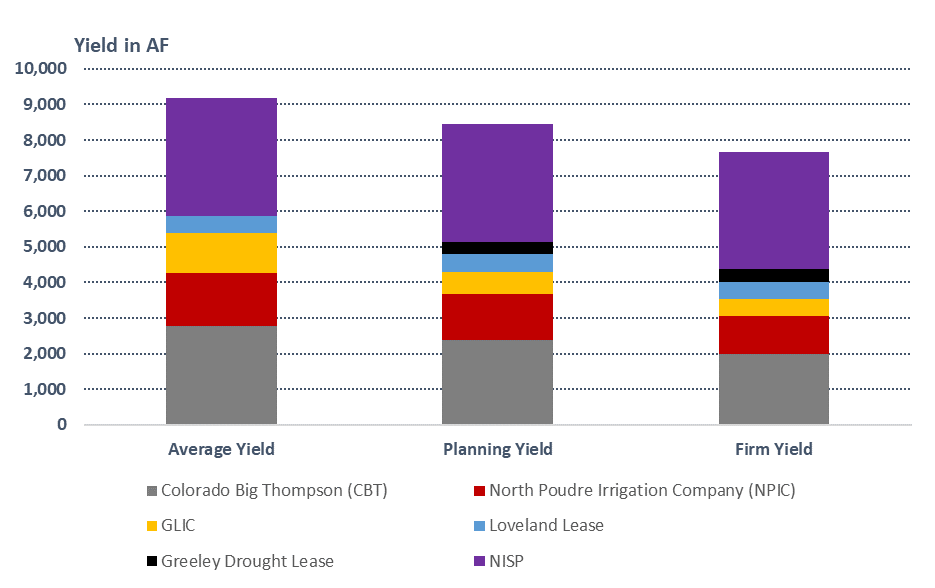 Yield in AF
10,000
9,000
8,000
7,000
6,000
5,000
4,000
3,000
2,000
1,000
0
Average Yield Planning Yield Firm Yield
Colorado Big Thompson (CBT) North Poudre Irrigation Company (NPIC)
GLIC Loveland Lease
Greeley Drought Lease NISP